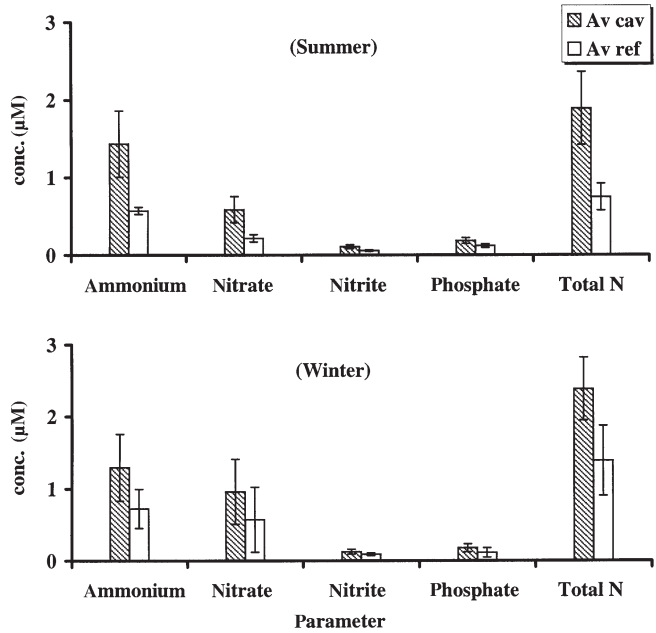 3
(Summer)
Av cav
Av ref
2
conc. (µM)
1
0
Ammonium Nitrate Nitrite Phosphate Total N
3
(Winter)
2
conc. (µM)
1
0
Ammonium Nitrate Nitrite Phosphate Total N
Parameter